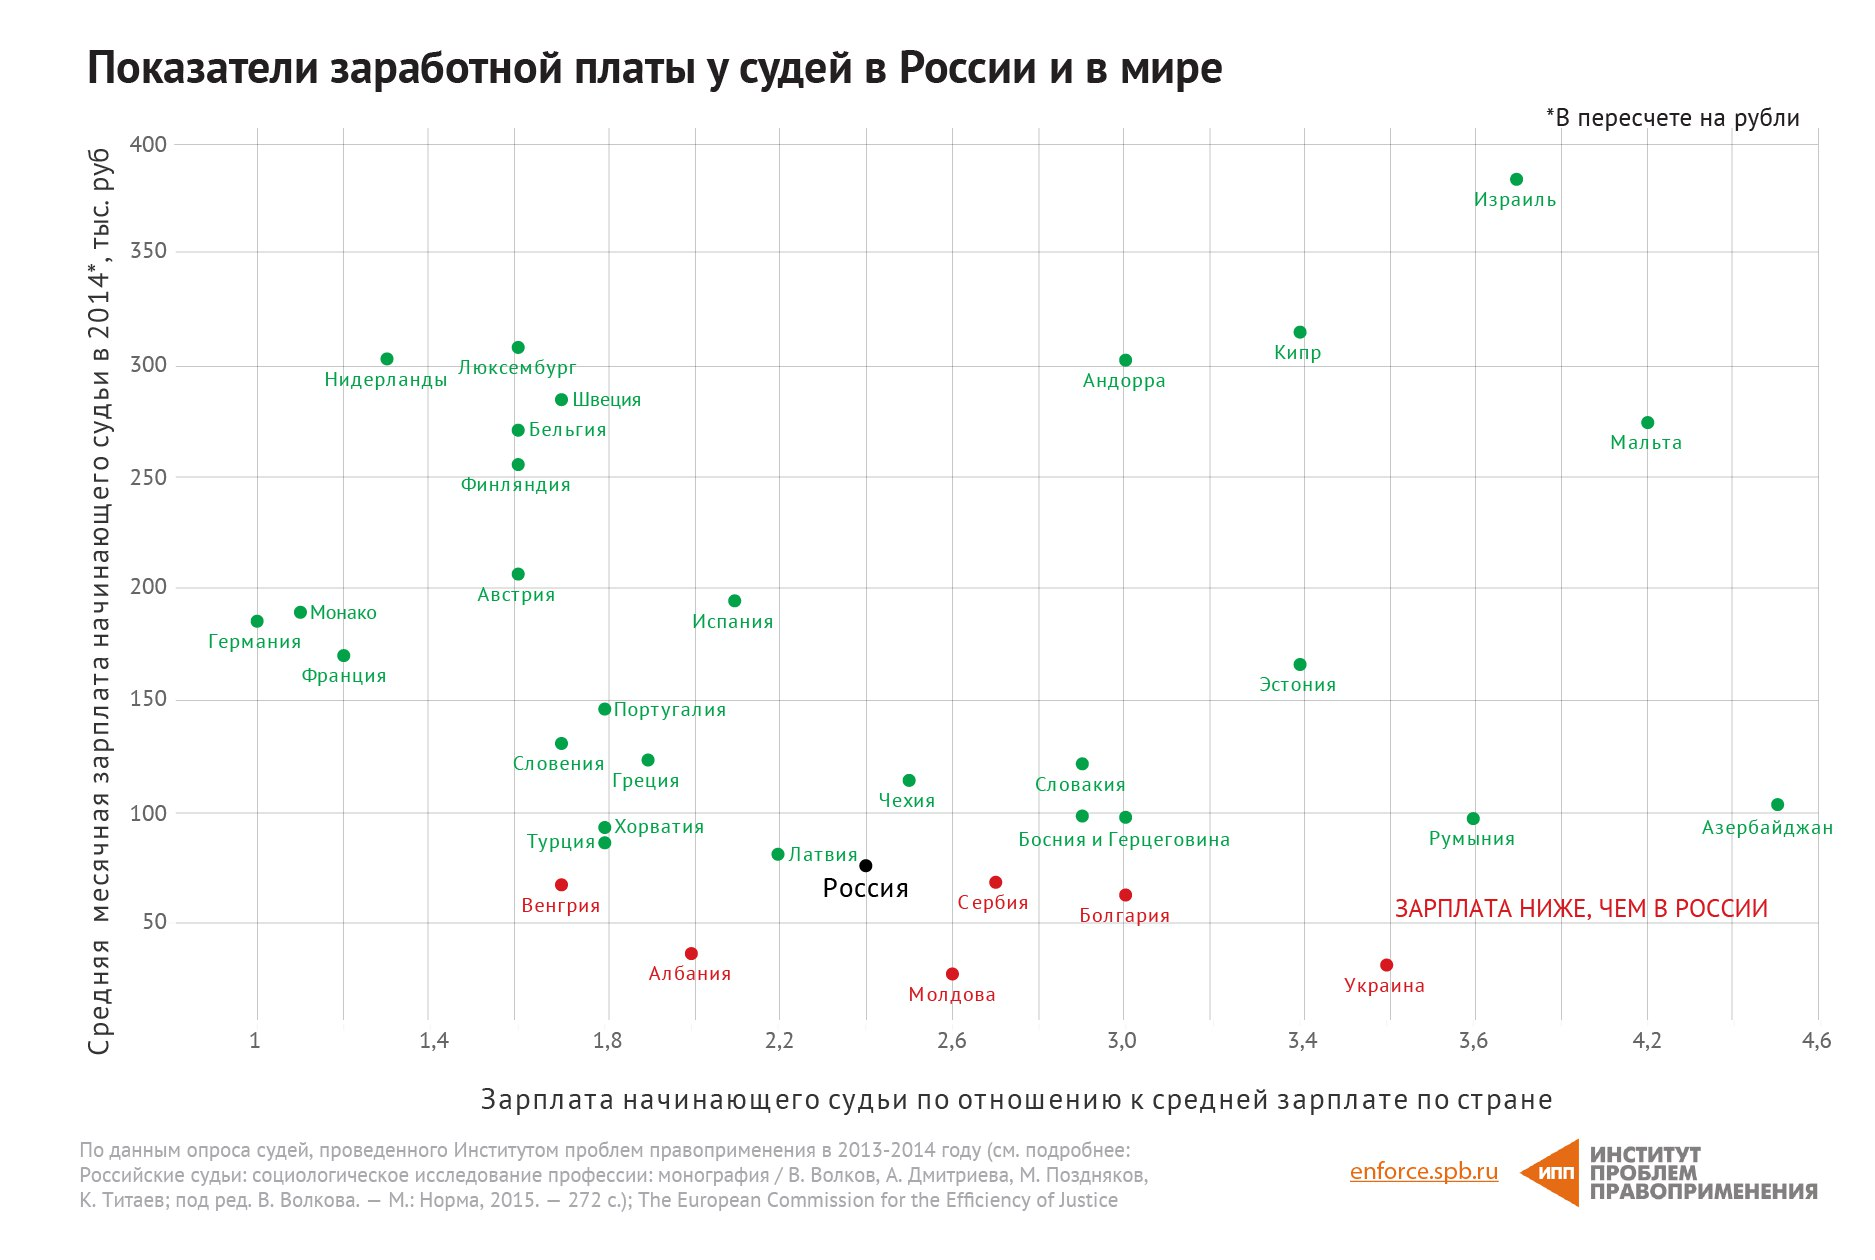 Показатели заработной платы у судей в России и в мире
*В пересчете на рубли
Средняя месячная зарплата начинающего судьи в 2014*, тыс. руб
400
350
300
250
200
150
100
50
Израиль
Кипр
Люксембург
Нидерланды
Андорра
Швеция
Бельгия
Мальта
Финляндия
Австрия
Испания
Монако
Германия
Франция
Эстония
Португалия
Словения
Греция
Словакия
Чехия
Азербайджан
Хорватия
Турция
Босния и Герцеговина
Румыния
Латвия
Россия
Венгрия
Сербия
Болгария
ЗАРПЛАТА НИЖЕ, ЧЕМ В РОССИИ
Албания
Молдова
Украина
1
1,4
1,8
2,2
2,6
3,0
3,4
3,6
4,2
4,6
Зарплата начинающего судьи по отношению к средней зарплате по стране
По данным опроса судей, проведенного Институтом проблем правоприменения в 2013-2014 году (см. подробнее:
Российские судьи: социологическое исследование профессии: монография / В. Волков, А. Дмитриева, М. Поздняков,
К. Титаев; под ред. В. Волкова. — М.: Норма, 2015. — 272 с.); The European Commission for the Efficiency of Justice
enforce.spb.ru
ИПП
ИНСТИТУТ
ПРОБЛЕМ
ПРАВОПРИМЕНЕНИЯ